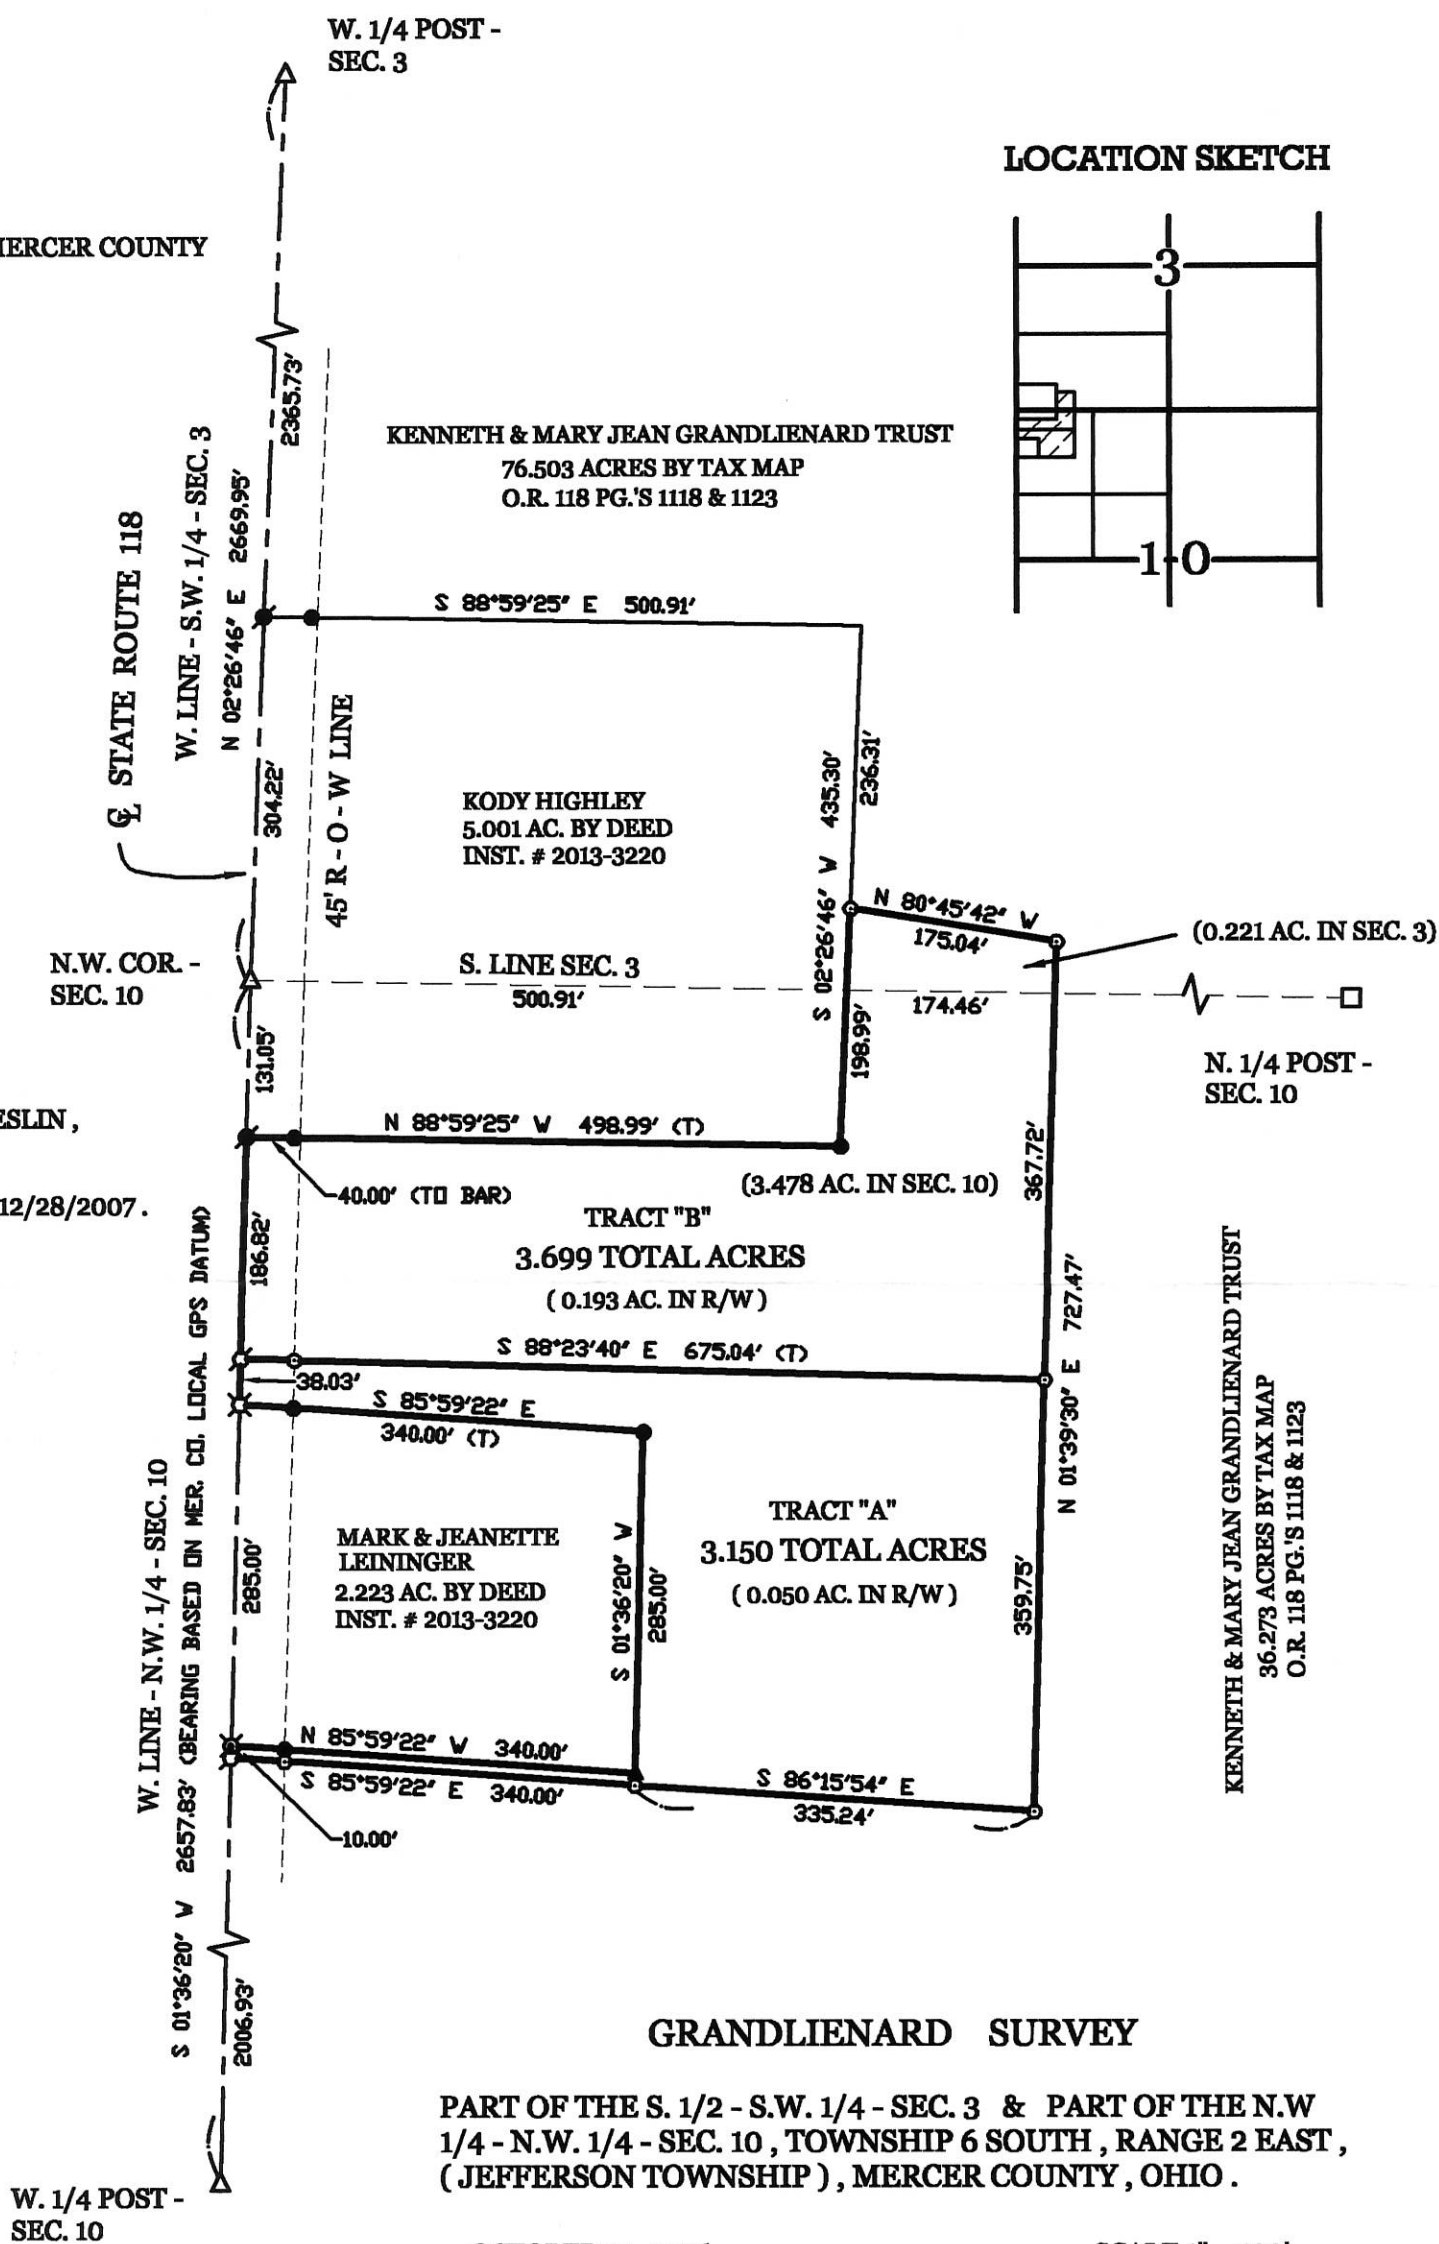 W. 1/4 POST -
SEC. 3
LOCATION SKETCH
3
10
MERCER COUNTY
2365.73'
KENNETH & MARY JEAN GRANDLIENARD TRUST
76.503 ACRES BY TAX MAP
O.R. 118 PG.'S 1118 & 1123
℄ STATE ROUTE 118
W. LINE - S.W. 1/4 - SEC. 3
N 02°26'46" E 2669.95'
S 88°59'25" E 500.91'
304.22'
45' R - O - W LINE
KODY HIGHLEY
5.001 AC. BY DEED
INST. # 2013-3220
S 02°26'46" W 435.30'
236.31'
N 80°45'42" W
175.04'
(0.221 AC. IN SEC. 3)
N.W. COR. -
SEC. 10
S. LINE SEC. 3
500.91'
174.46'
198.99'
131.05'
N. 1/4 POST -
SEC. 10
ESLIN ,
N 88°59'25" W 498.99' (T)
40.00' (TO BAR)
(3.478 AC. IN SEC. 10)
367.72'
12/28/2007 .
TRACT "B"
3.699 TOTAL ACRES
( 0.193 AC. IN R/W )
186.82'
S 88°23'40" E 675.04' (T)
N 01°39'30" E 727.47'
38.03'
S 85°59'22" E
340.00' (T)
KENNETH & MARY JEAN GRANDLIENARD TRUST
36.273 ACRES BY TAX MAP
O.R. 118 PG.'S 1118 & 1123
W. LINE - N.W. 1/4 - SEC. 10
S 01°36'20" W 2657.83' (BEARING BASED ON MER. CO. LOCAL GPS DATUM)
285.00'
MARK & JEANETTE
LEININGER
2.223 AC. BY DEED
INST. # 2013-3220
S 01°36'20" W
285.00'
TRACT "A"
3.150 TOTAL ACRES
( 0.050 AC. IN R/W )
359.75'
N 85°59'22" W 340.00'
S 85°59'22" E 340.00'
S 86°15'54" E
335.24'
10.00'
2006.93'
GRANDLIENARD SURVEY
PART OF THE S. 1/2 - S.W. 1/4 - SEC. 3 & PART OF THE N.W
1/4 - N.W. 1/4 - SEC. 10 , TOWNSHIP 6 SOUTH , RANGE 2 EAST ,
( JEFFERSON TOWNSHIP ) , MERCER COUNTY , OHIO .
W. 1/4 POST -
SEC. 10